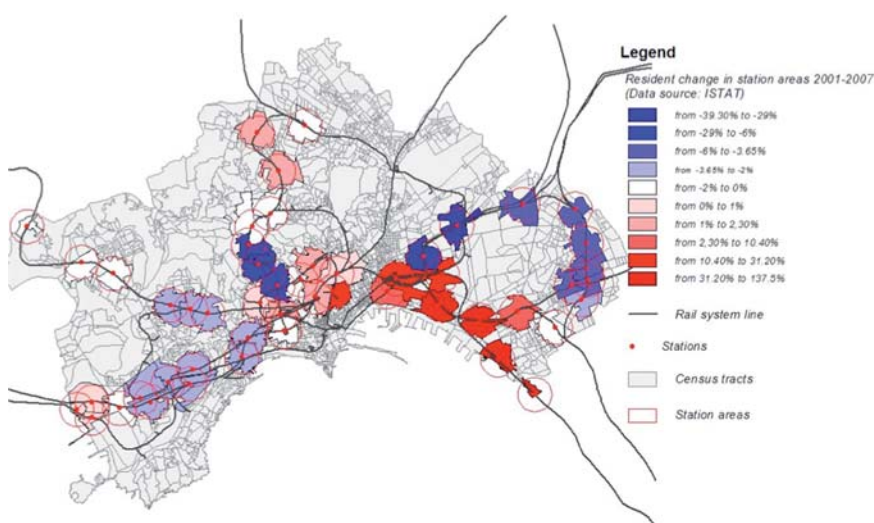 Legend
Resident change in station areas 2001-2007
(Data source: ISTAT)
from -39.30% to -29%
from -29% to -6%
from -6% to -3.65%
from -3.65% to -2%
from -2% to 0%
from 0% to 1%
from 1% to 2,30%
from 2,30% to 10.40%
from 10.40% to 31.20%
from 31.20% to 137.5%
Rail system line
Stations
Census tracts
Station areas